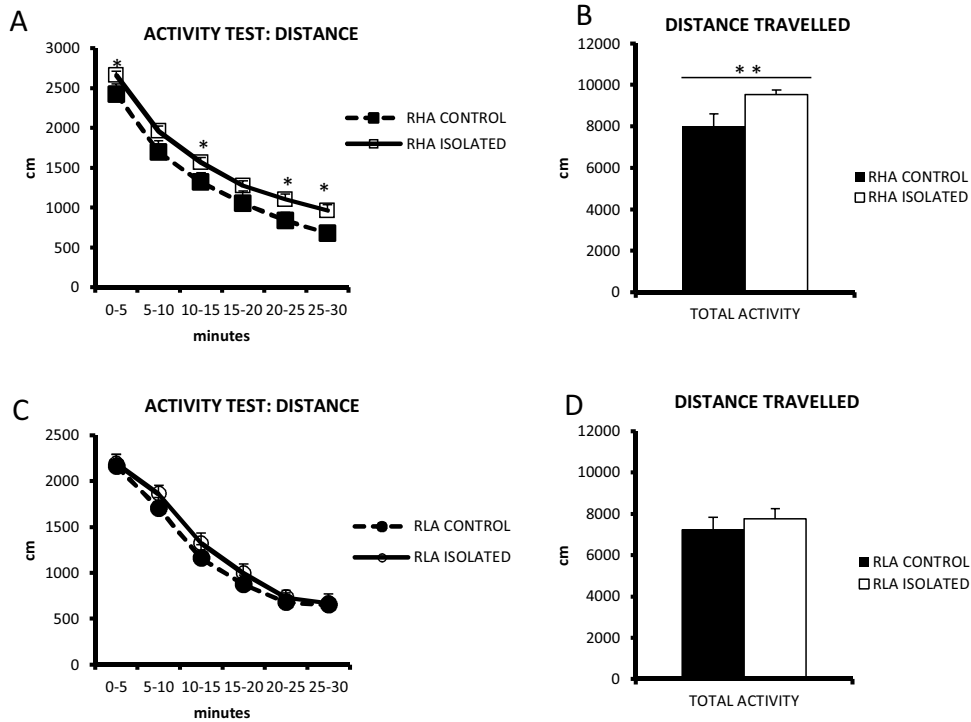 A
ACTIVITY TEST: DISTANCE
3000
2500
2000
1500
1000
500
0
cm
*
*
*
*
0-5 5-10 10-15 15-20 20-25 25-30
minutes
RHA CONTROL
RHA ISOLATED
B
DISTANCE TRAVELLED
12000
10000
8000
6000
4000
2000
0
cm
* *
TOTAL ACTIVITY
RHA CONTROL
RHA ISOLATED
C
ACTIVITY TEST: DISTANCE
2500
2000
1500
1000
500
0
cm
0-5 5-10 10-15 15-20 20-25 25-30
minutes
RLA CONTROL
RLA ISOLATED
D
DISTANCE TRAVELLED
12000
10000
8000
6000
4000
2000
0
cm
TOTAL ACTIVITY
RLA CONTROL
RLA ISOLATED